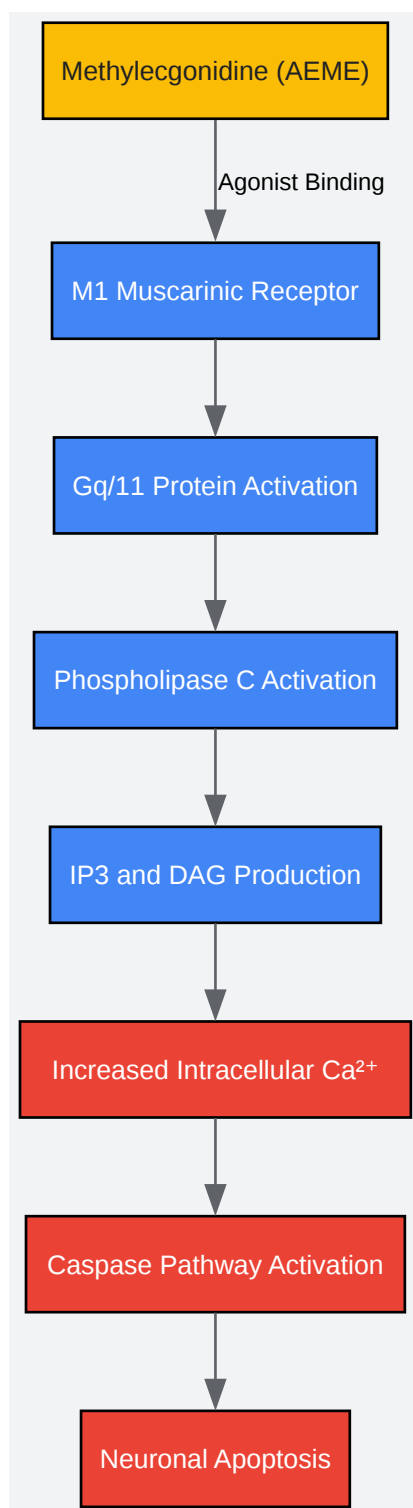 Methylecgonidine (AEME)
Agonist Binding
M1 Muscarinic Receptor
Gq/11 Protein Activation
Phospholipase C Activation
IP3 and DAG Production
Increased Intracellular Ca²⁺
Caspase Pathway Activation
Neuronal Apoptosis